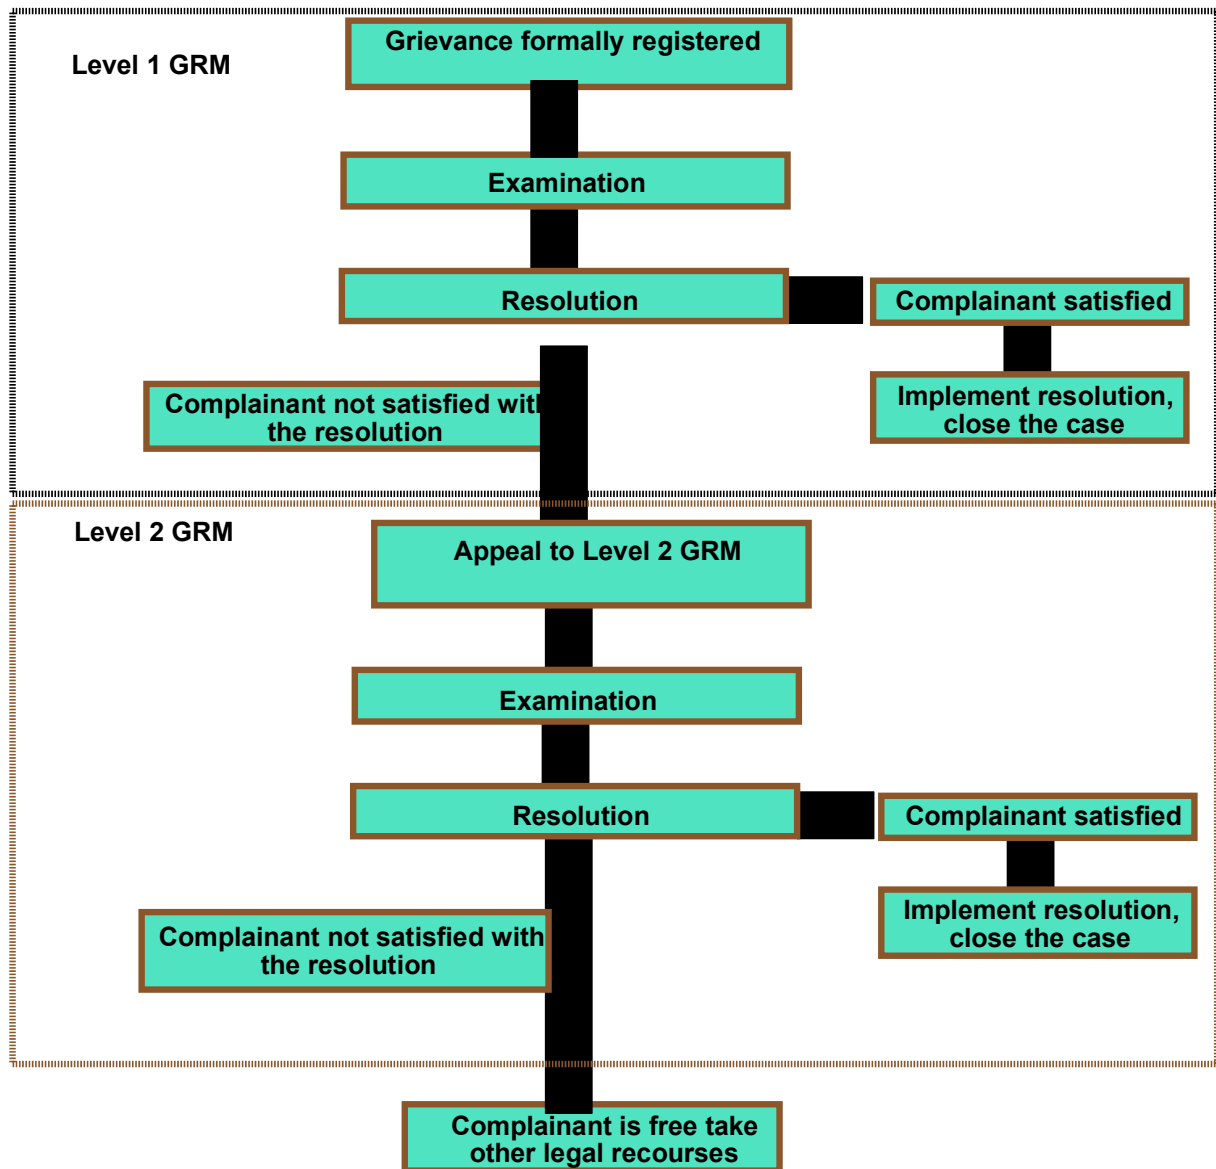 Level 1 GRM
Grievance formally registered
Examination
Resolution
Complainant satisfied
Implement resolution,
close the case
Complainant not satisfied with
the resolution
Level 2 GRM
Appeal to Level 2 GRM
Examination
Resolution
Complainant satisfied
Implement resolution,
close the case
Complainant not satisfied with
the resolution
Complainant is free take
other legal recourses